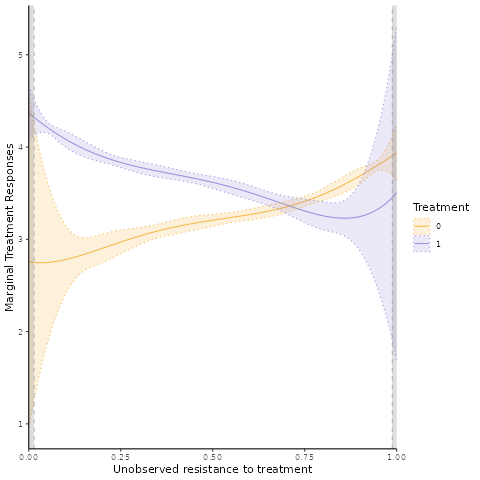 Marginal Treatment Responses
5
4
3
2
1
0.00 0.25 0.50 0.75 1.00
Unobserved resistance to treatment
Treatment
0
1